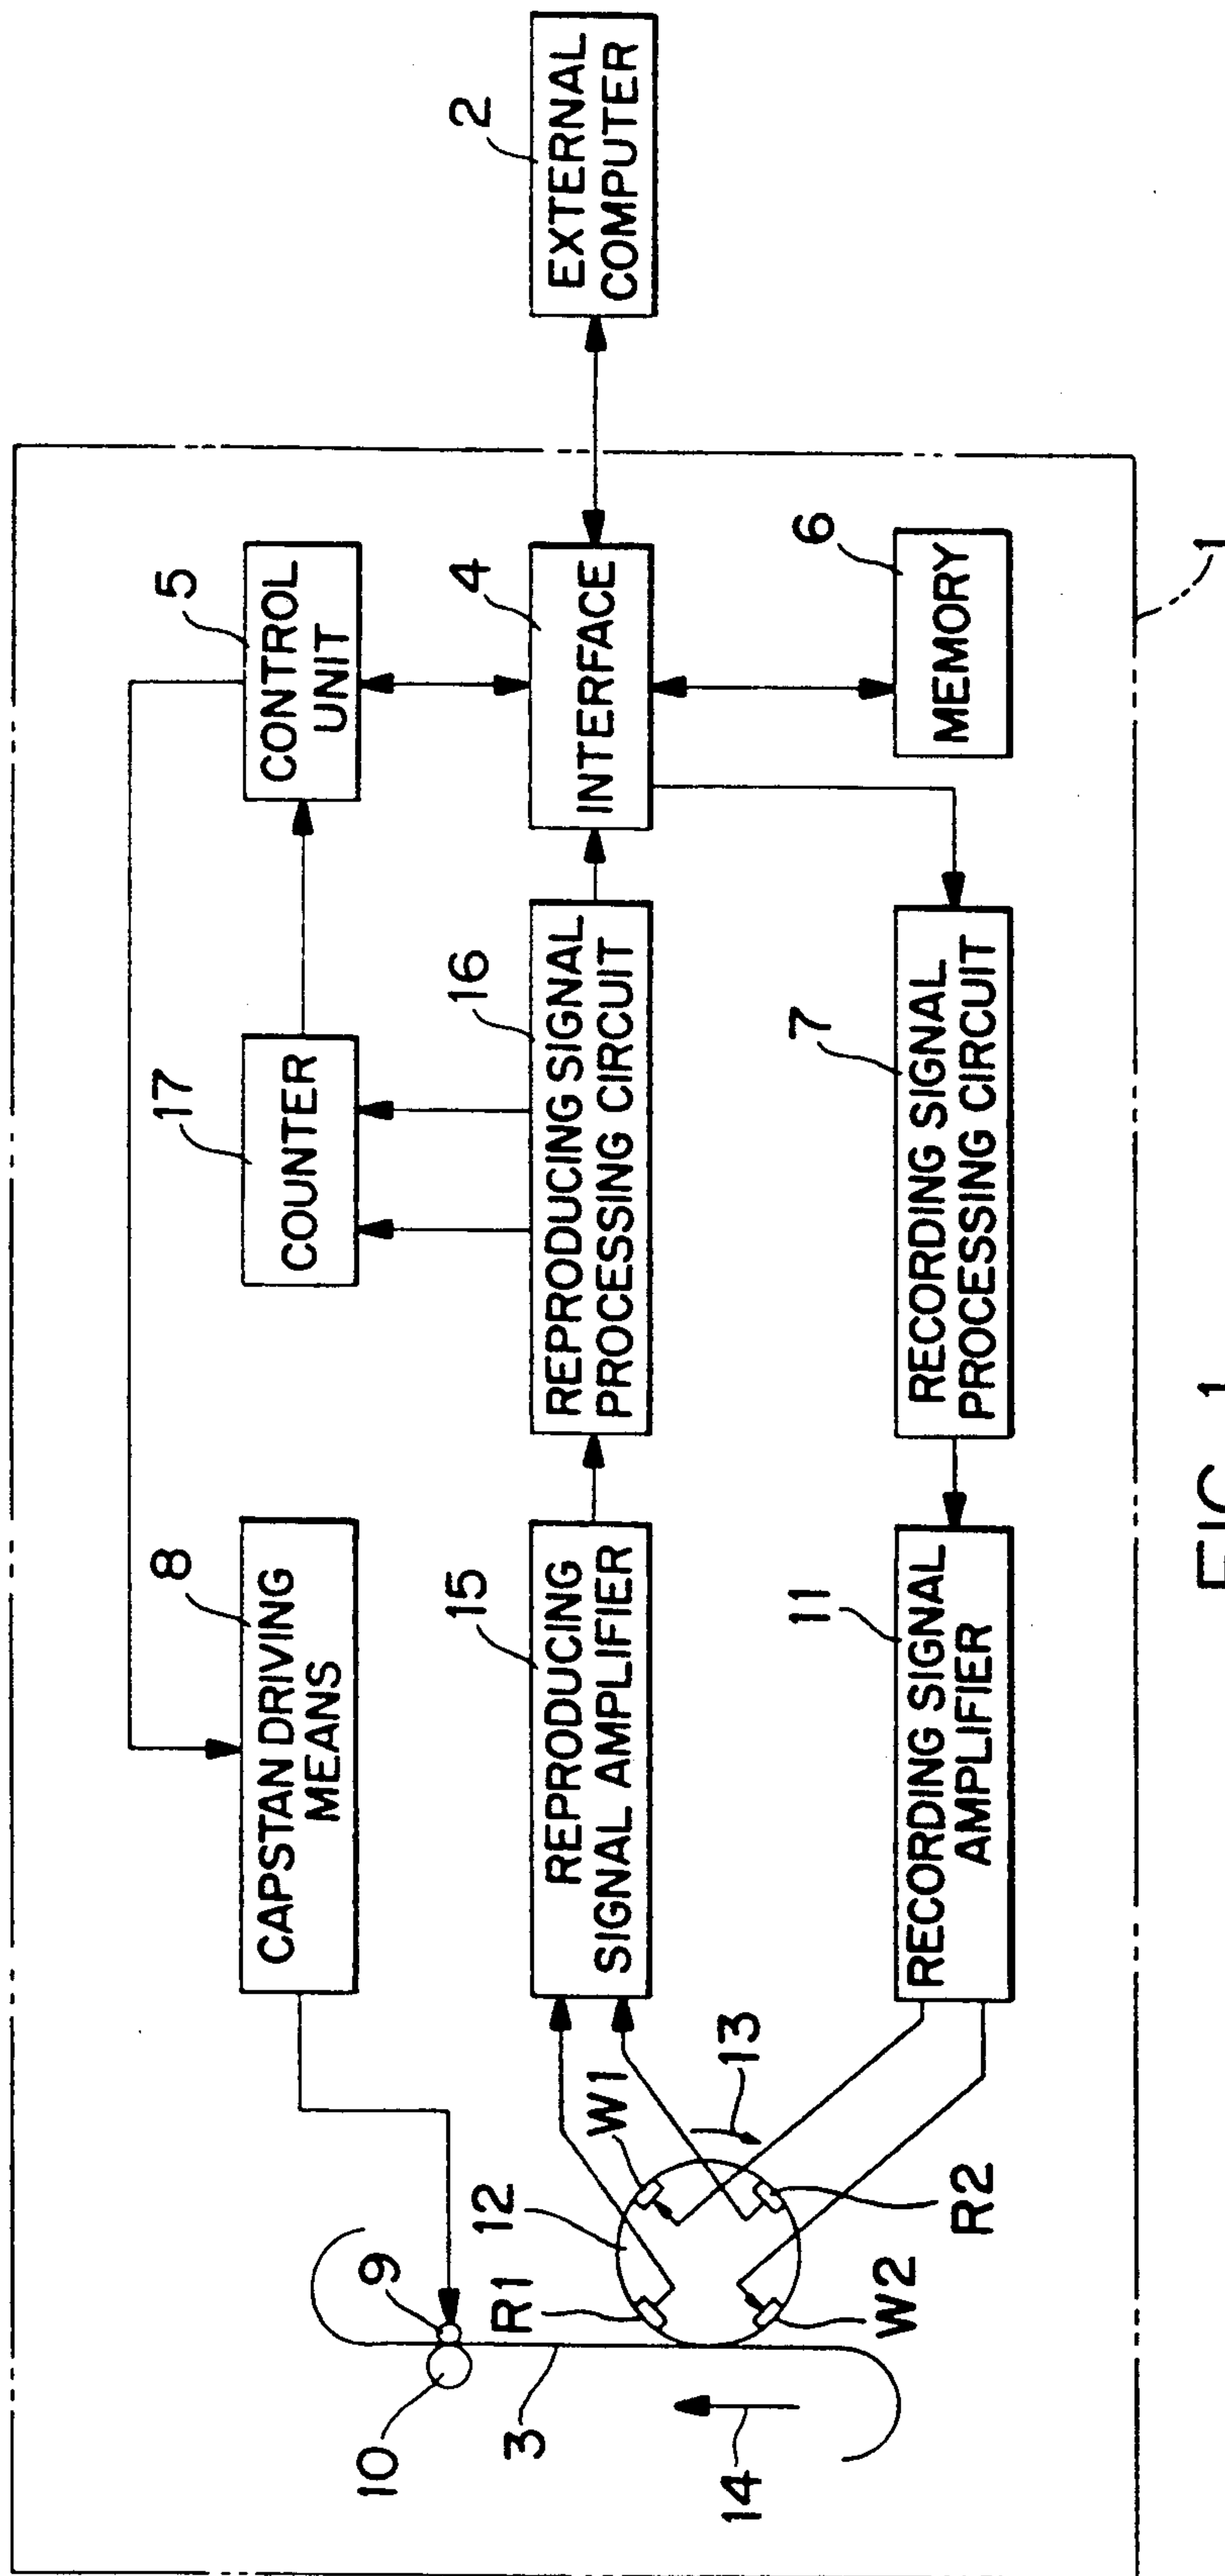 EXTERNAL
COMPUTER
2
CONTROL
UNIT
5
INTERFACE
4
MEMORY
6
1
COUNTER
17
REPRODUCING SIGNAL
PROCESSING CIRCUIT
16
RECORDING SIGNAL
PROCESSING CIRCUIT
7
CAPSTAN DRIVING
MEANS
8
REPRODUCING
SIGNAL AMPLIFIER
15
RECORDING SIGNAL
AMPLIFIER
11
W1
13
12
R1
R2
W2
9
10
3
14
FIG. 1